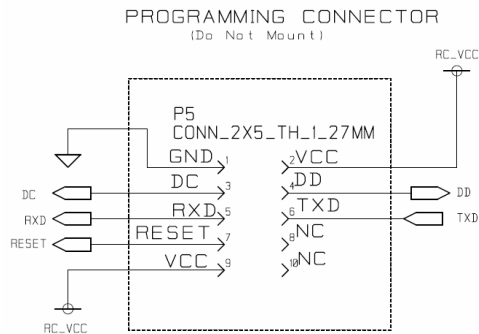 PROGRAMMING CONNECTOR
(Do Not Mount)
RC_VCC
P5
CONN_2X5_TH_1_27MM
GND 1 2 VCC
DC DC 3 4 DD DD
RXD RXD 5 6 TXD TXD
RESET RESET 7 8 NC
VCC 9 10 NC
RC_VCC